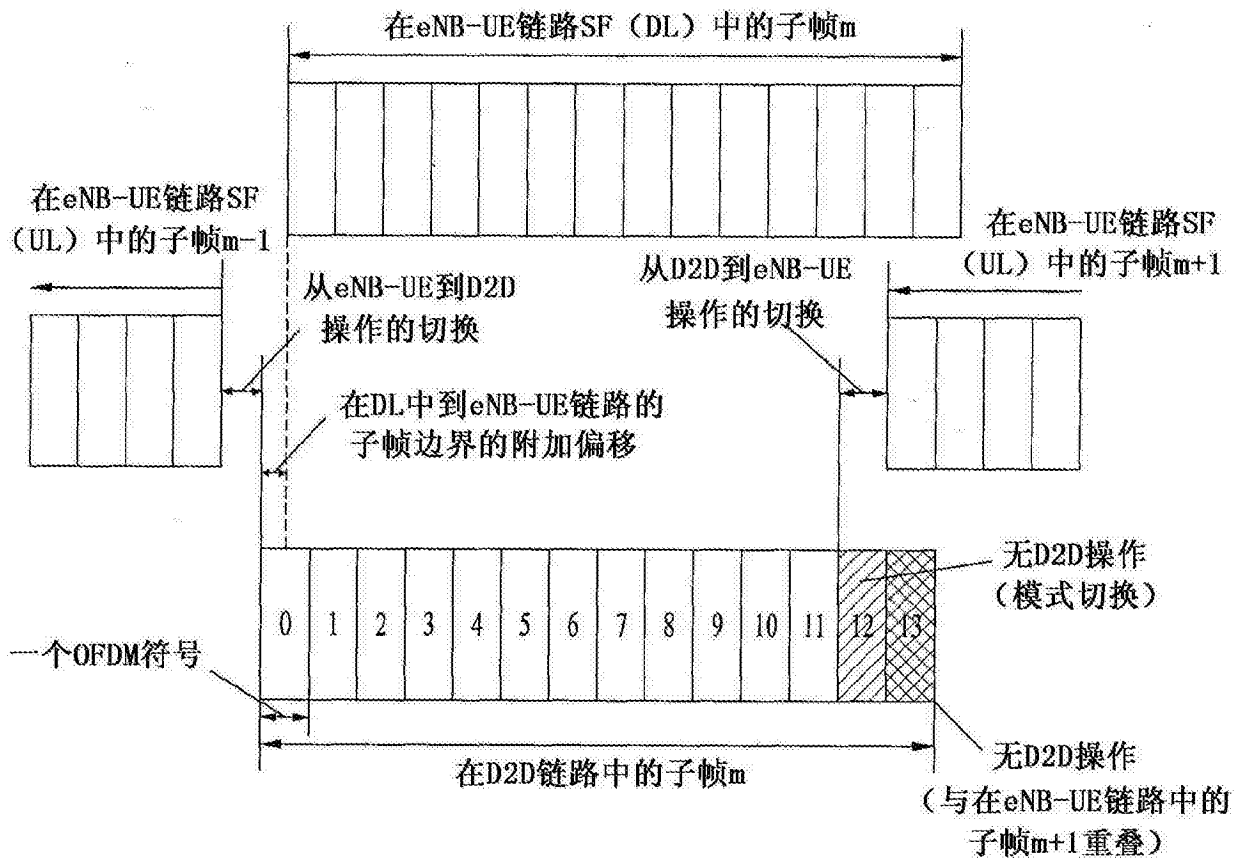 在eNB-UE链路SF（DL）中的子帧m
在eNB-UE链路SF
（UL）中的子帧m-1
在eNB-UE链路SF
（UL）中的子帧m+1
从eNB-UE到D2D
操作的切换
从D2D到eNB-UE
操作的切换
在DL中到eNB-UE链路的
子帧边界的附加偏移
无D2D操作
（模式切换）
0 1 2 3 4 5 6 7 8 9 10 11 12 13
一个OFDM符号
在D2D链路中的子帧m
无D2D操作
（与在eNB-UE链路中的
子帧m+1重叠）